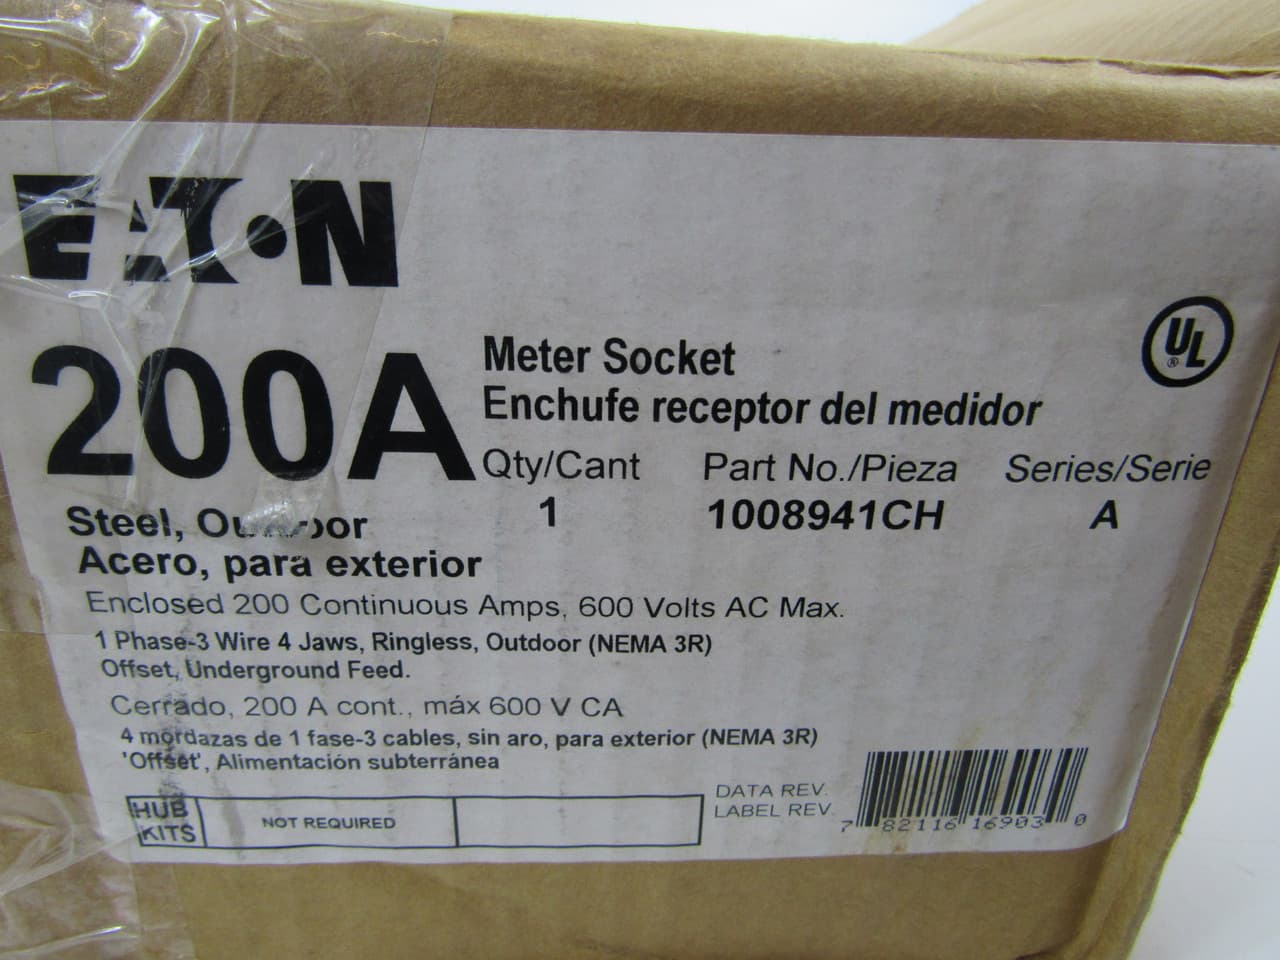 EATON
200A
Meter Socket
Enchufe receptor del medidor
Qty/Cant Part No./Pieza Series/Serie
1 1008941CH A
UL
®
Steel, Outdoor
Acero, para exterior
Enclosed 200 Continuous Amps, 600 Volts AC Max.
1 Phase-3 Wire 4 Jaws, Ringless, Outdoor (NEMA 3R)
Offset, Underground Feed.
Cerrado, 200 A cont., máx 600 V CA
4 mordazas de 1 fase-3 cables, sin aro, para exterior (NEMA 3R)
'Offset', Alimentación subterránea
HUB
KITS
NOT REQUIRED
DATA REV.
LABEL REV.
7 82116 16903 0